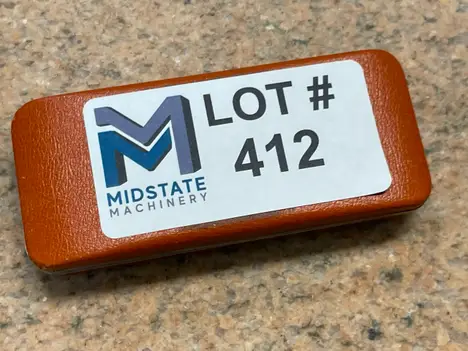 LOT #
412
MIDSTATE
MACHINERY